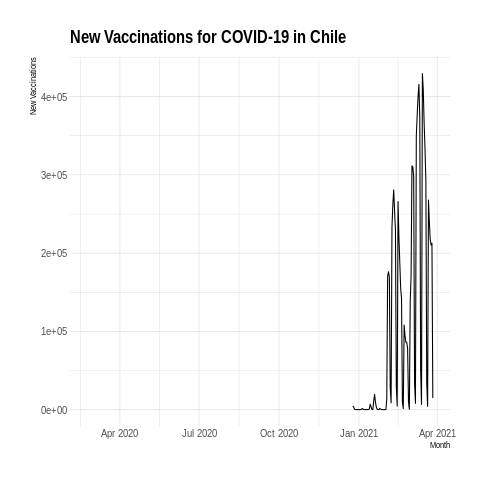 New Vaccinations for COVID-19 in Chile
New Vaccinations
4e+05
3e+05
2e+05
1e+05
0e+00
Apr 2020 Jul 2020 Oct 2020 Jan 2021 Apr 2021
Month